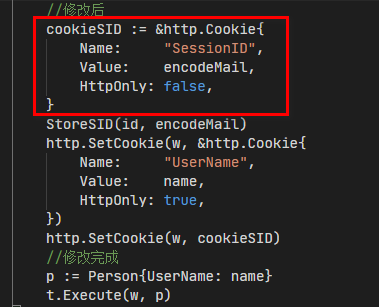 //修改后
cookieSID := &http.Cookie{
    Name:     "SessionID",
    Value:    encodeMail,
    HttpOnly: false,
}
StoreSID(id, encodeMail)
http.SetCookie(w, &http.Cookie{
    Name:     "UserName",
    Value:    name,
    HttpOnly: true,
})
http.SetCookie(w, cookieSID)
//修改完成
p := Person{UserName: name}
t.Execute(w, p)